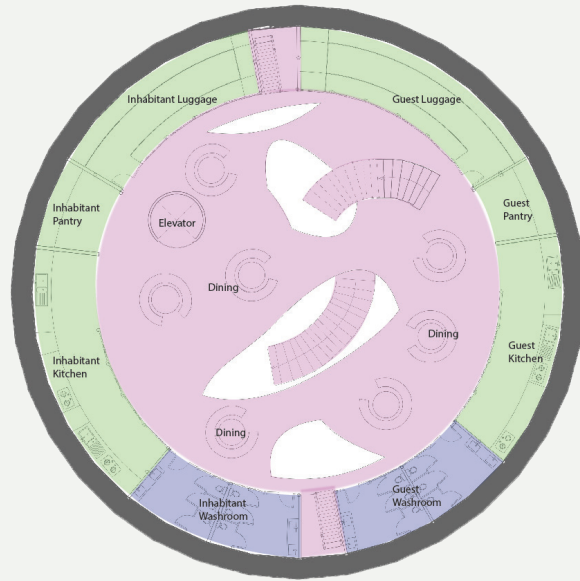 Inhabitant Luggage
Guest Luggage
Inhabitant
Pantry
Elevator
Guest
Pantry
Dining
Dining
Inhabitant
Kitchen
Guest
Kitchen
Dining
Inhabitant
Washroom
Guest
Washroom